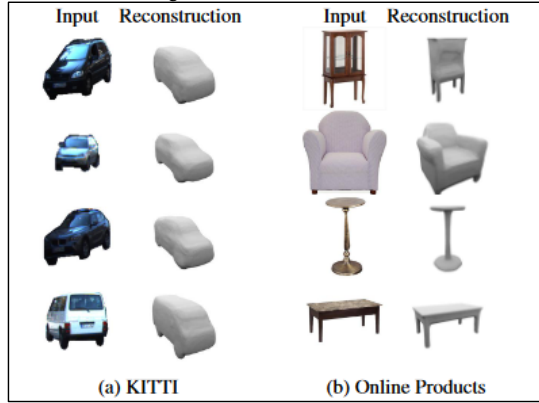 Input Reconstruction Input Reconstruction
(a) KITTI (b) Online Products